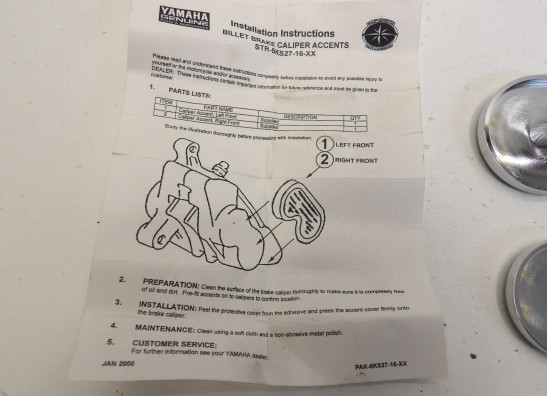 YAMAHA
GENUINE
Installation Instructions
BILLET BRAKE CALIPER ACCENTS
STR-5KS27-16-XX
Please read and understand these instructions completely before installation to avoid any possible injury to
yourself or the motorcycle and/or accessory. These instructions contain important information for future reference and must be given to the
DEALER: customer.
1. PARTS LISTS:
ITEM PART NAME DESCRIPTION QTY
1 Caliper Accent, Left Front Supplied 1
2 Caliper Accent, Right Front Supplied 1
Study the illustration thoroughly before processing with installation.
1 LEFT FRONT
2 RIGHT FRONT
2. PREPARATION: Clean the surface of the brake caliper thoroughly to make sure it is completely free
of oil and dirt. Pre-fit accents on to calipers to confirm location.
3. INSTALLATION: Peel the protective cover from the adhesive and press the accent cover firmly onto
the brake caliper.
4. MAINTENANCE: Clean using a soft cloth and a non-abrasive metal polish.
5. CUSTOMER SERVICE:
For further information see your YAMAHA dealer.
JAN 2000 PAK-5KS27-16-XX